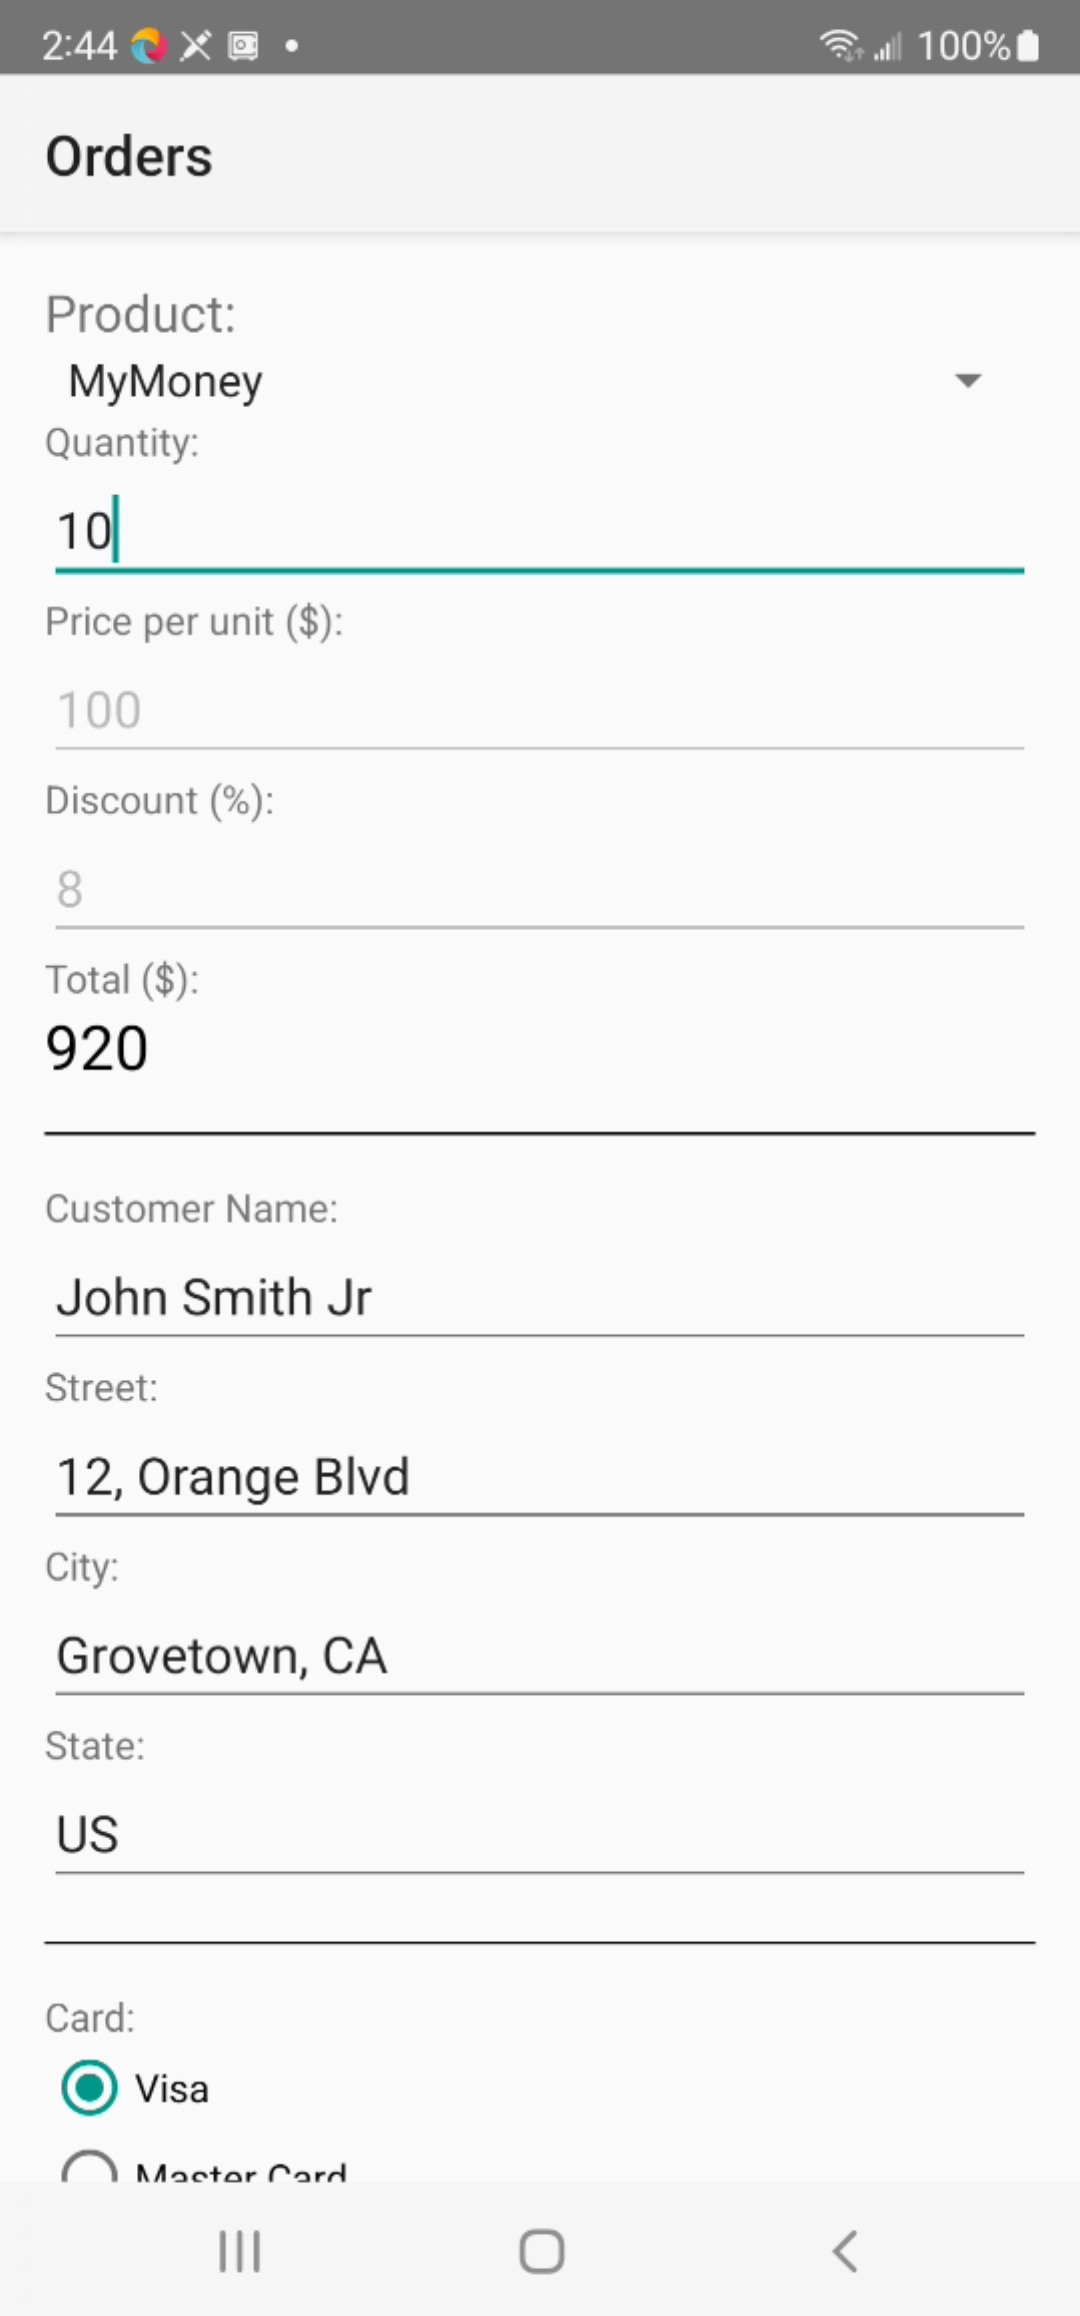 2:44 100%
Orders
Product:
MyMoney
Quantity:
10
Price per unit ($):
100
Discount (%):
8
Total ($):
920
Customer Name:
John Smith Jr
Street:
12, Orange Blvd
City:
Grovetown, CA
State:
US
Card:
Visa
Master Card